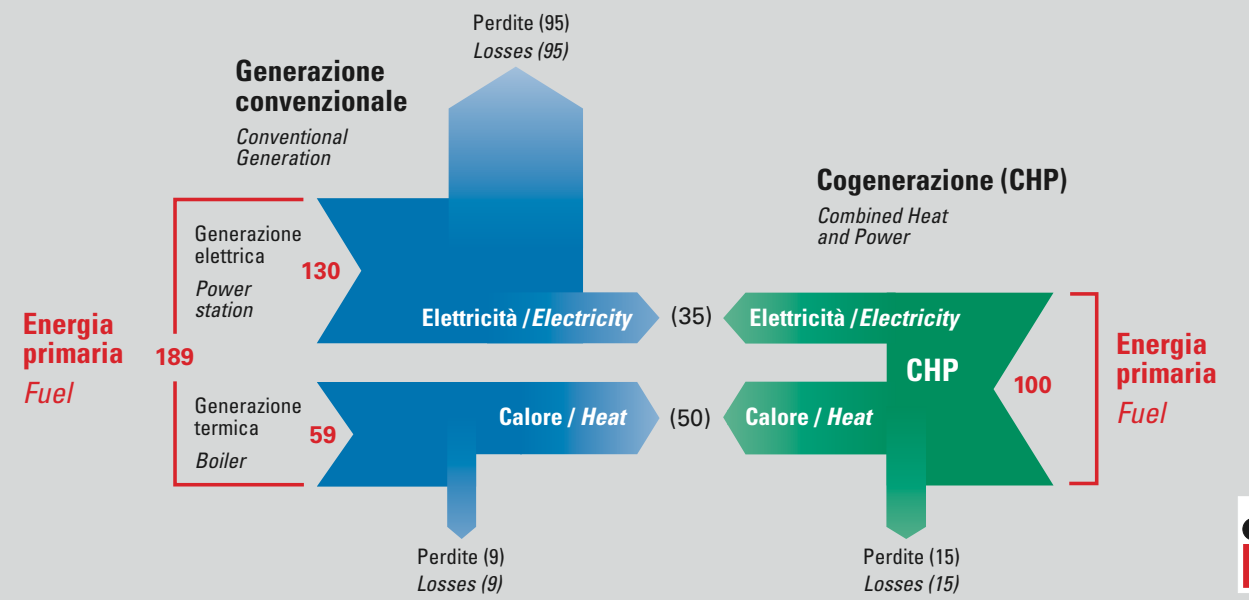 Perdite (95)
Losses (95)
Generazione
convenzionale
Conventional
Generation
Cogenerazione (CHP)
Combined Heat
and Power
Generazione
elettrica
130
Power
station
Energia
primaria
189
Fuel
Elettricità / Electricity
(35)
Elettricità / Electricity
CHP
100
Energia
primaria
Fuel
Generazione
termica
59
Boiler
Calore / Heat
(50)
Calore / Heat
Perdite (9)
Losses (9)
Perdite (15)
Losses (15)